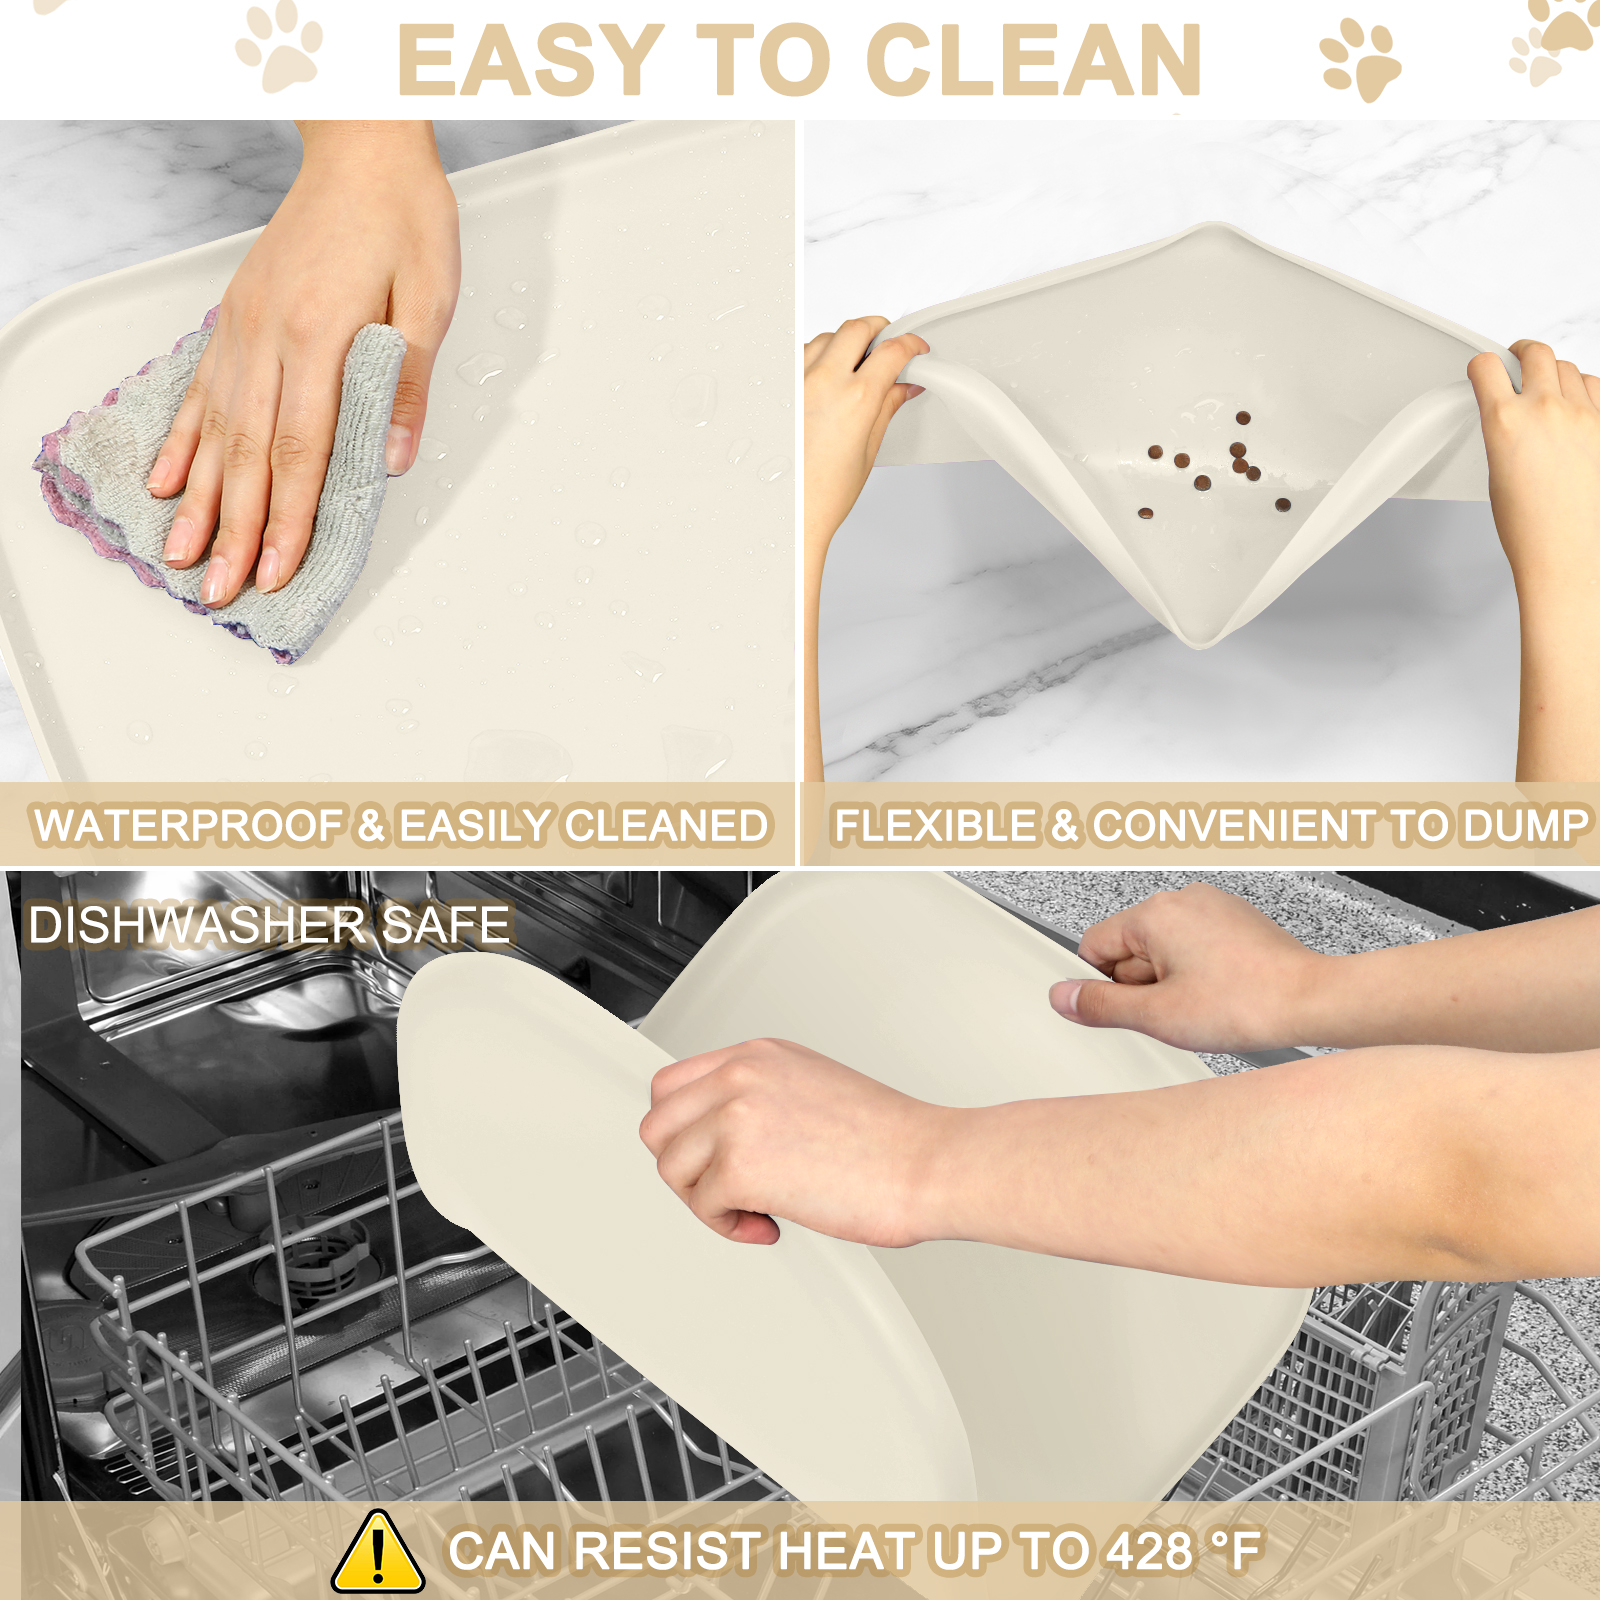 EASY TO CLEAN
WATERPROOF & EASILY CLEANED
FLEXIBLE & CONVENIENT TO DUMP
DISHWASHER SAFE
CAN RESIST HEAT UP TO 428 °F